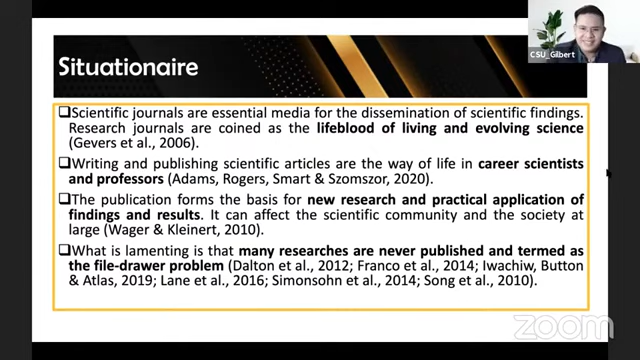 Situationaire
CSU_Gilbert
❑Scientific journals are essential media for the dissemination of scientific findings.
Research journals are coined as the lifeblood of living and evolving science
(Gevers et al., 2006).
❑Writing and publishing scientific articles are the way of life in career scientists
and professors (Adams, Rogers, Smart & Szomszor, 2020).
❑The publication forms the basis for new research and practical application of
findings and results. It can affect the scientific community and the society at
large (Wager & Kleinert, 2010).
❑What is lamenting is that many researches are never published and termed as
the file-drawer problem (Dalton et al., 2012; Franco et al., 2014; Iwachiw, Button
& Atlas, 2019; Lane et al., 2016; Simonsohn et al., 2014; Song et al., 2010).
zoom